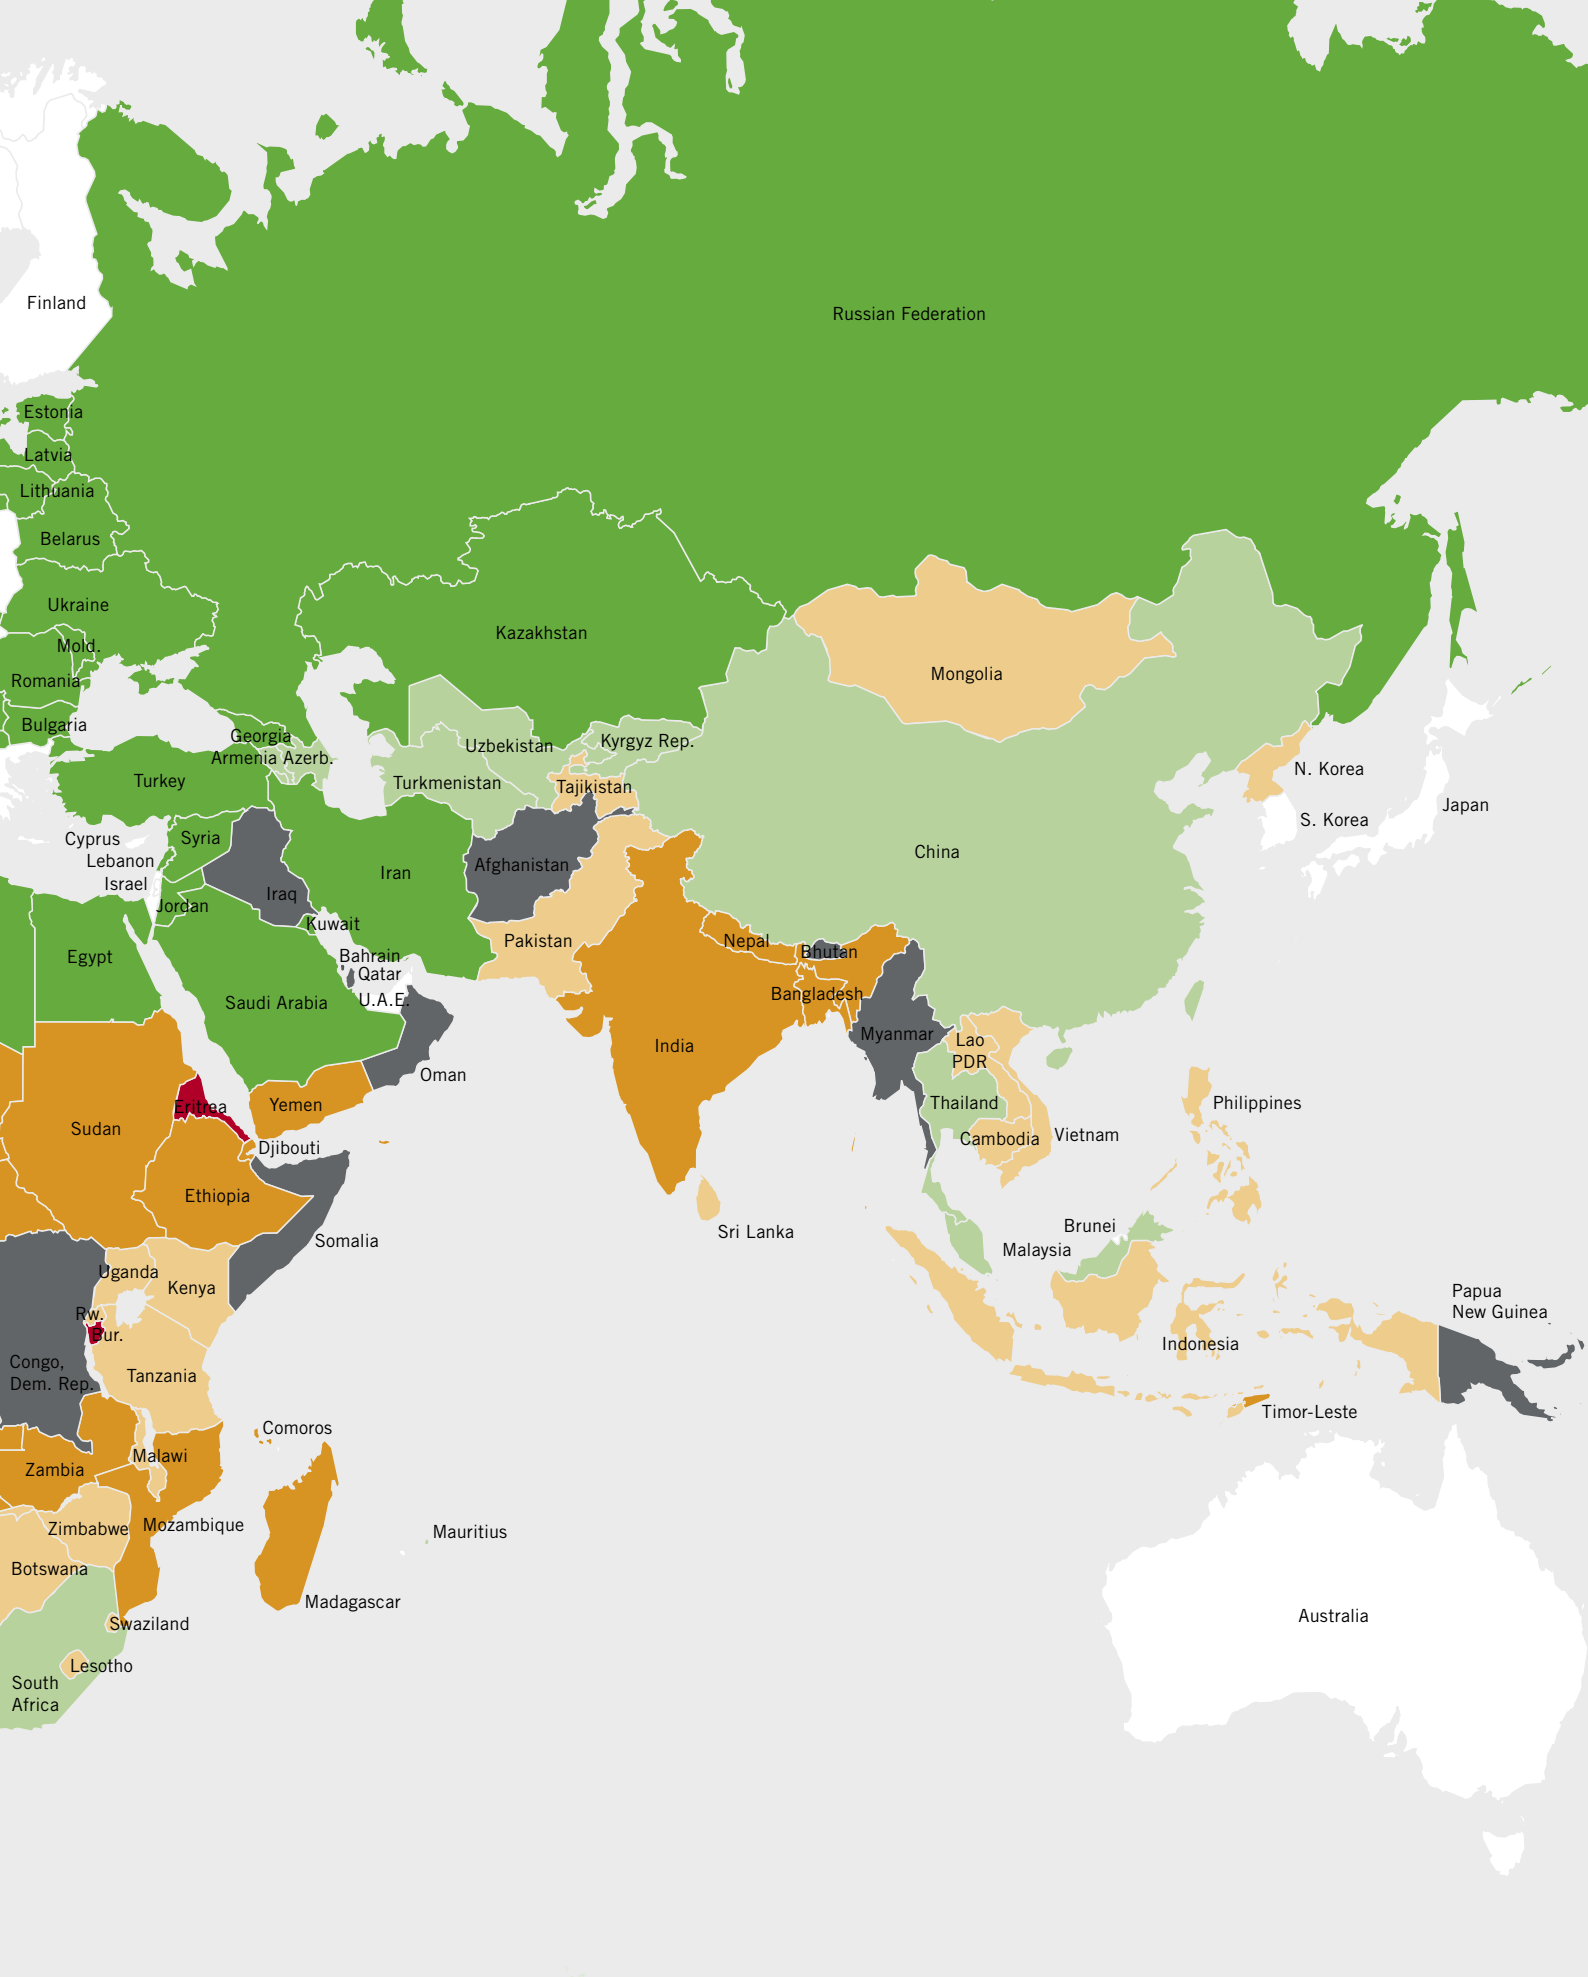 Finland
Russian Federation
Estonia
Latvia
Lithuania
Belarus
Ukraine
Kazakhstan
Mold.
Mongolia
Romania
Bulgaria
Georgia
Uzbekistan
Kyrgyz Rep.
Armenia Azerb.
N. Korea
Turkey
Turkmenistan
Tajikistan
Japan
S. Korea
Cyprus
Syria
China
Lebanon
Afghanistan
Iran
Israel
Iraq
Jordan
Kuwait
Pakistan
Nepal
Bhutan
Egypt
Bahrain
Qatar
Bangladesh
U.A.E.
Saudi Arabia
Myanmar
Lao
PDR
India
Oman
Thailand
Philippines
Eritrea
Yemen
Sudan
Cambodia
Vietnam
Djibouti
Ethiopia
Brunei
Sri Lanka
Somalia
Malaysia
Uganda
Kenya
Papua
New Guinea
Rw.
Bur.
Indonesia
Congo,
Dem. Rep.
Tanzania
Timor-Leste
Comoros
Malawi
Zambia
Zimbabwe
Mozambique
Mauritius
Botswana
Madagascar
Australia
Swaziland
Lesotho
South
Africa